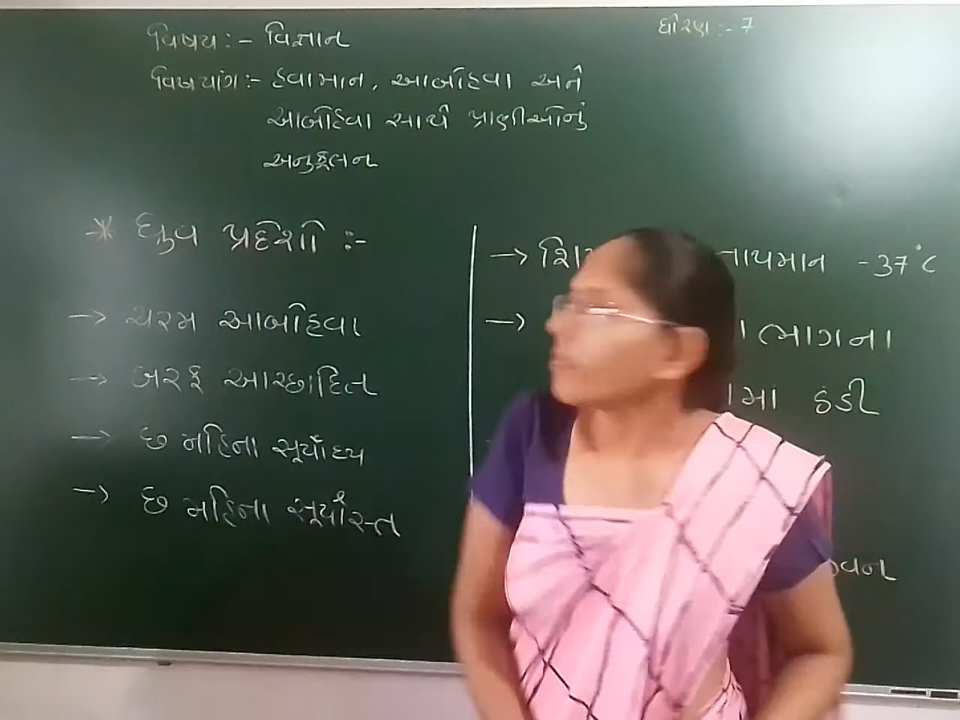 વિષય :- વિજ્ઞાન
ધોરણ :- 7
વિષયાંગ :- હવામાન, આબોહવા અને
આબોહવા સાથે પ્રાણીઓનું
અનુકૂલન
* ધ્રુવ પ્રદેશો :-
→ ચરમ આબોહવા
→ બરફ આચ્છાદિત
→ છ મહિના સૂર્યોદય
→ છ મહિના સૂર્યાસ્ત
→ તાપમાન -37°C
→ ભાગના
ઠંડી